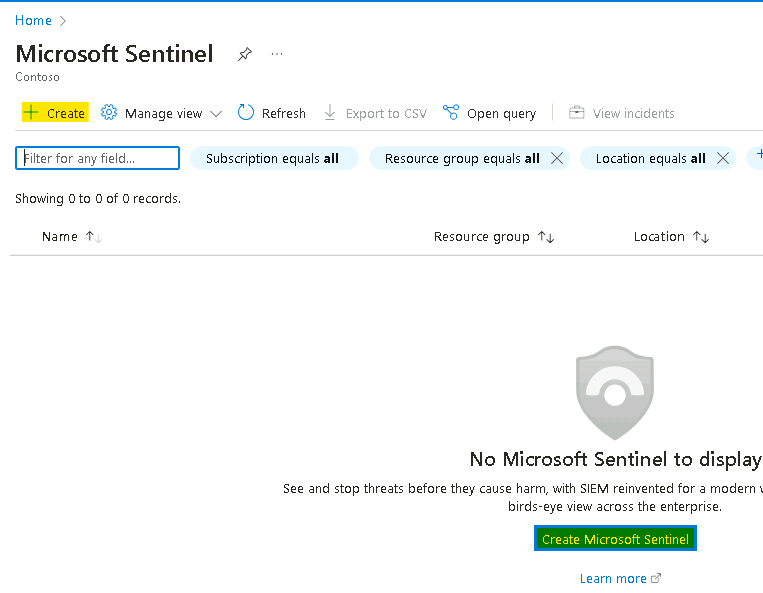 Home
Microsoft Sentinel ...
Contoso
Create Manage view Refresh Export to CSV Open query View incidents
Filter for any field... Subscription equals all Resource group equals all Location equals all
Showing 0 to 0 of 0 records.
Name Resource group Location
No Microsoft Sentinel to display
See and stop threats before they cause harm, with SIEM reinvented for a modern
birds-eye view across the enterprise.
Create Microsoft Sentinel
Learn more